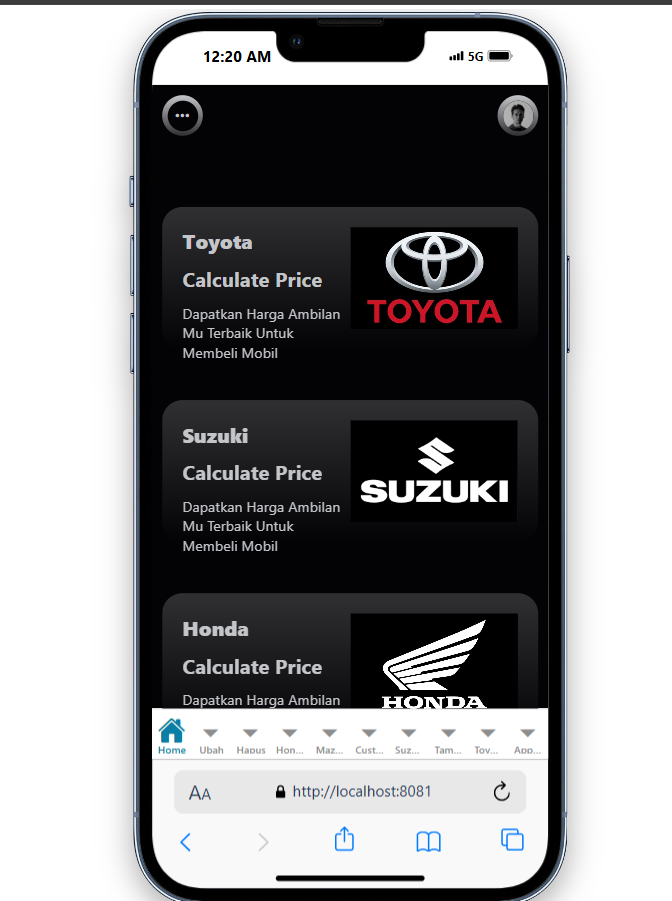 12:20 AM
5G
Toyota
Calculate Price
Dapatkan Harga Ambilan
Mu Terbaik Untuk
Membeli Mobil
TOYOTA
Suzuki
Calculate Price
Dapatkan Harga Ambilan
Mu Terbaik Untuk
Membeli Mobil
SUZUKI
Honda
Calculate Price
Dapatkan Harga Ambilan
HONDA
Home Ubah Hapus Hon... Maz... Cust... Suz... Tam... Toy... App...
AA http://localhost:8081